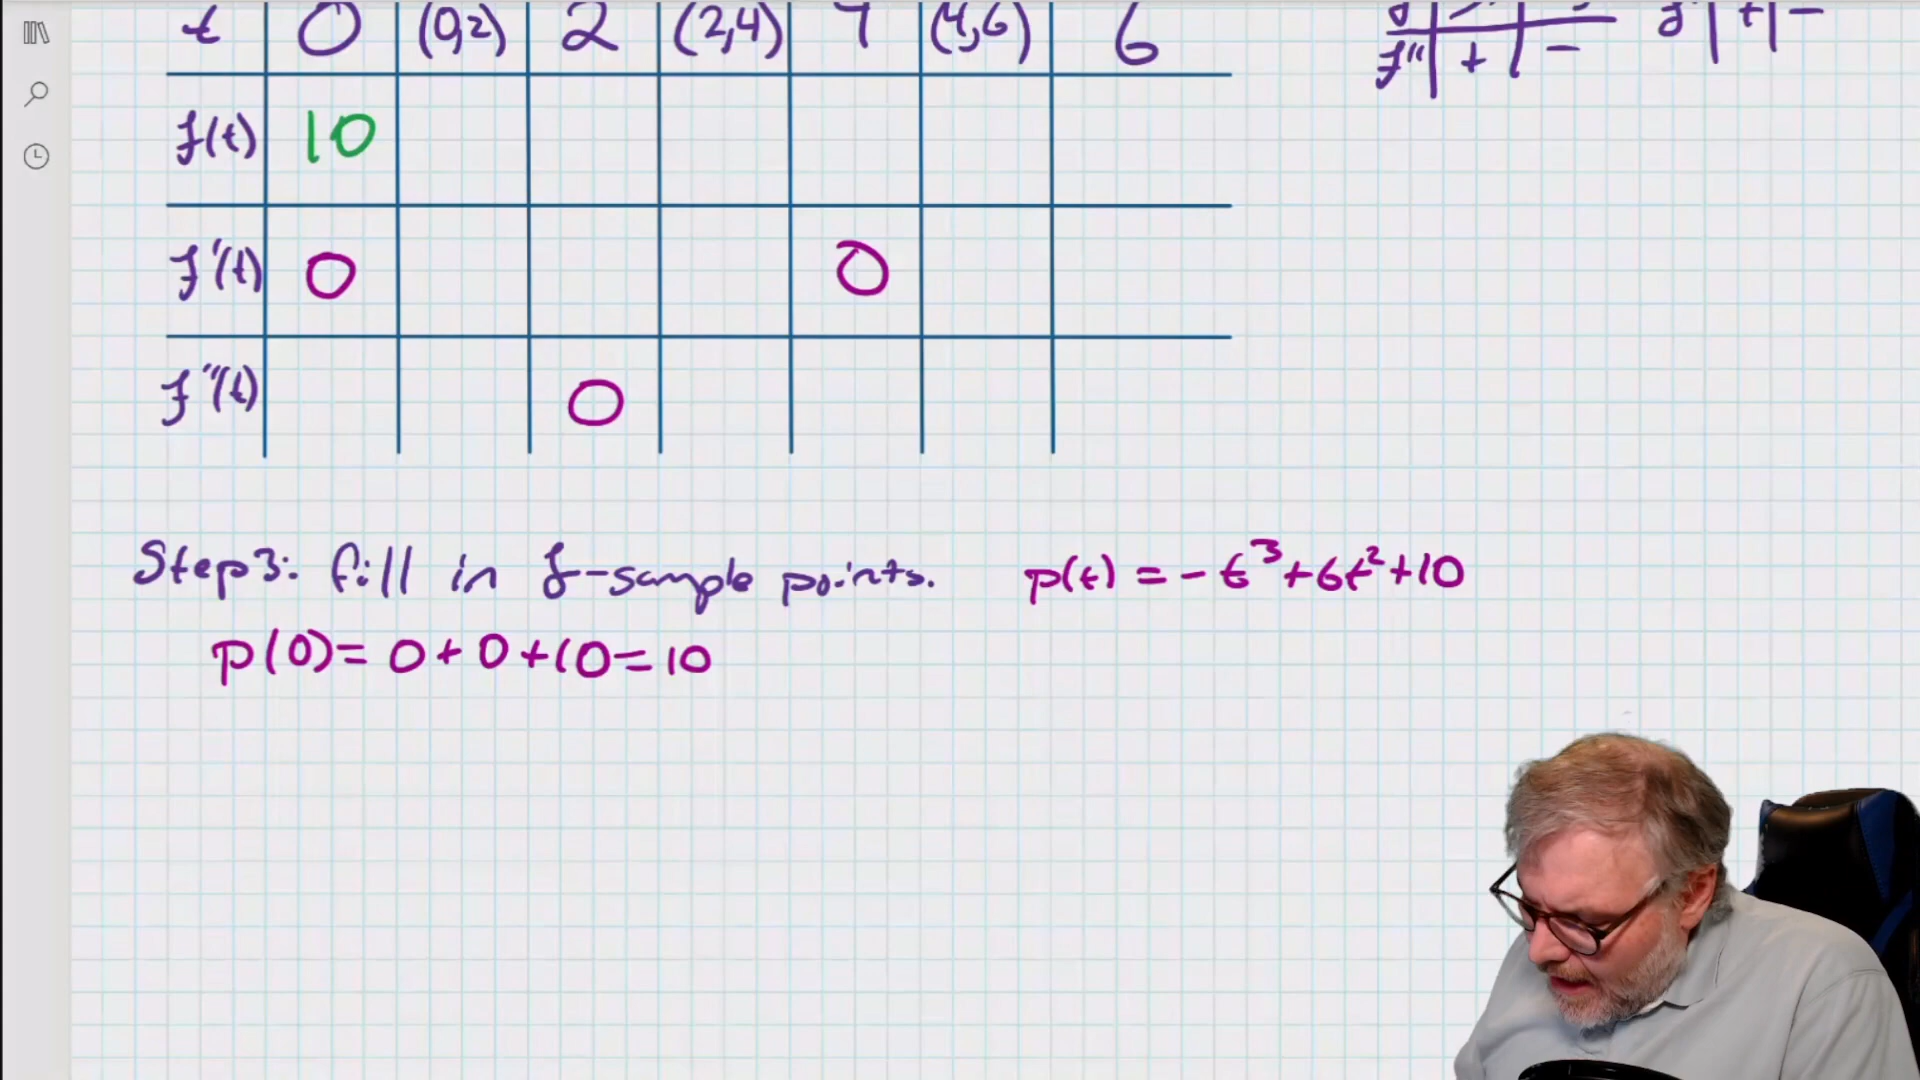 t 0 (0,2) 2 (2,4) 4 (4,6) 6
f(t) 10
f'(t) 0 0
f"(t) 0
f" + -
+ -
Step 3: fill in f-sample points. p(t) = -t³+6t²+10
p(0)= 0+0+10=10